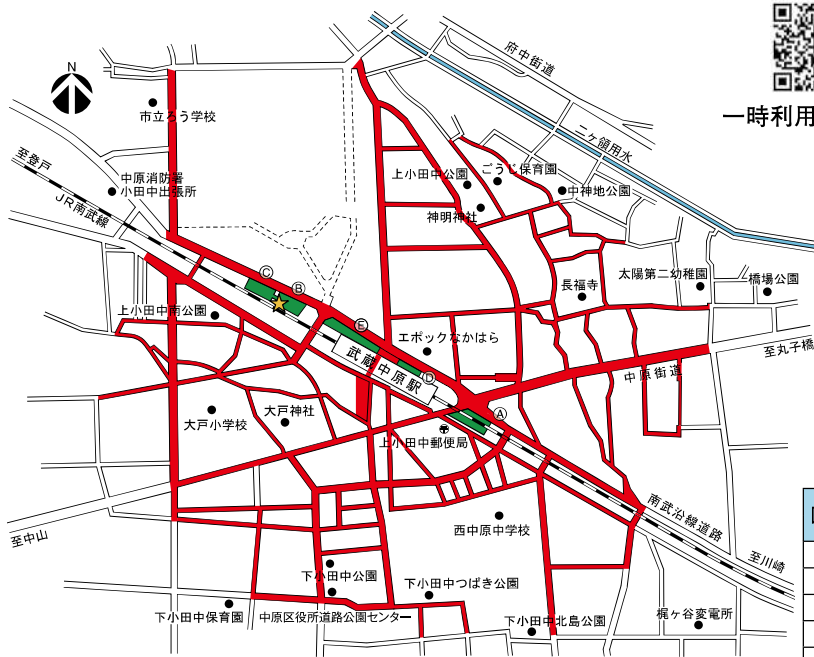 N
府中街道
一時利用
市立ろう学校
二ヶ領用水
至登戸
中原消防署
小田中出張所
JR南武線
上小田中公園
ごうじ保育園
中神地公園
神明神社
C
B
長福寺
太陽第二幼稚園
橋場公園
上小田中南公園
E
エポックなかはら
武蔵中原駅
D
至丸子橋
中原街道
A
大戸小学校
大戸神社
上小田中郵便局
西中原中学校
南武沿線道路
至中山
至川崎
下小田中公園
下小田中つばき公園
下小田中保育園
中原区役所道路公園センター
下小田中北島公園
梶ヶ谷変電所